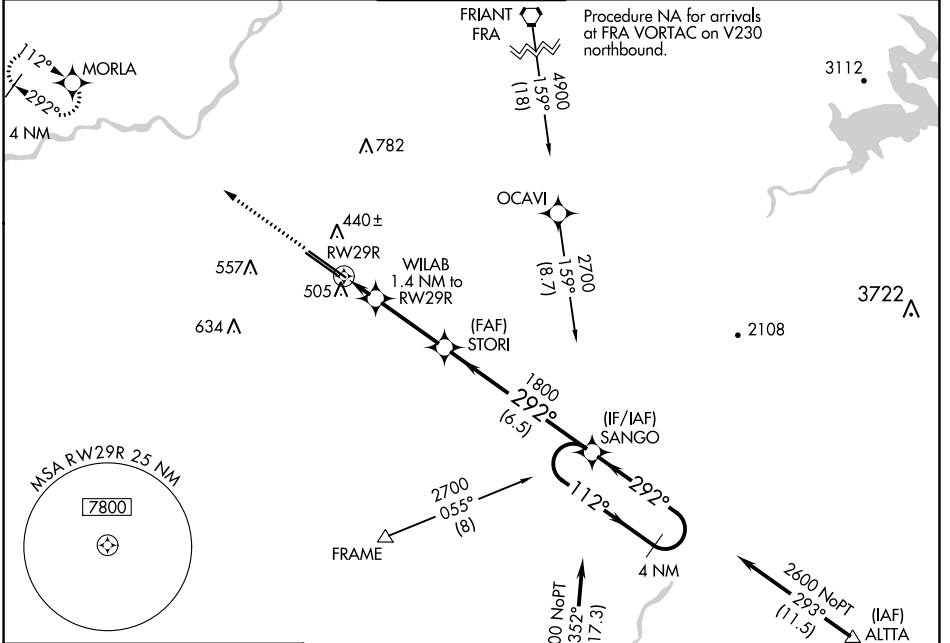 FRIANT
FRA
Procedure NA for arrivals
at FRA VORTAC on V230
northbound.
4900
159°
(18)
112°
MORLA
292°
4 NM
3112
782
OCAVI
2700
159°
(8.7)
440±
RW29R
557
505
WILAB
1.4 NM to
RW29R
634
(FAF)
STORI
3722
2108
1800
292°
(6.5)
(IF/IAF)
SANGO
292°
112°
4 NM
MSA RW29R 25 NM
7800
2700
055°
(8)
FRAME
00 NoPT
352°
17.3)
2600 NoPT
293°
(11.5)
(IAF)
ALTTA